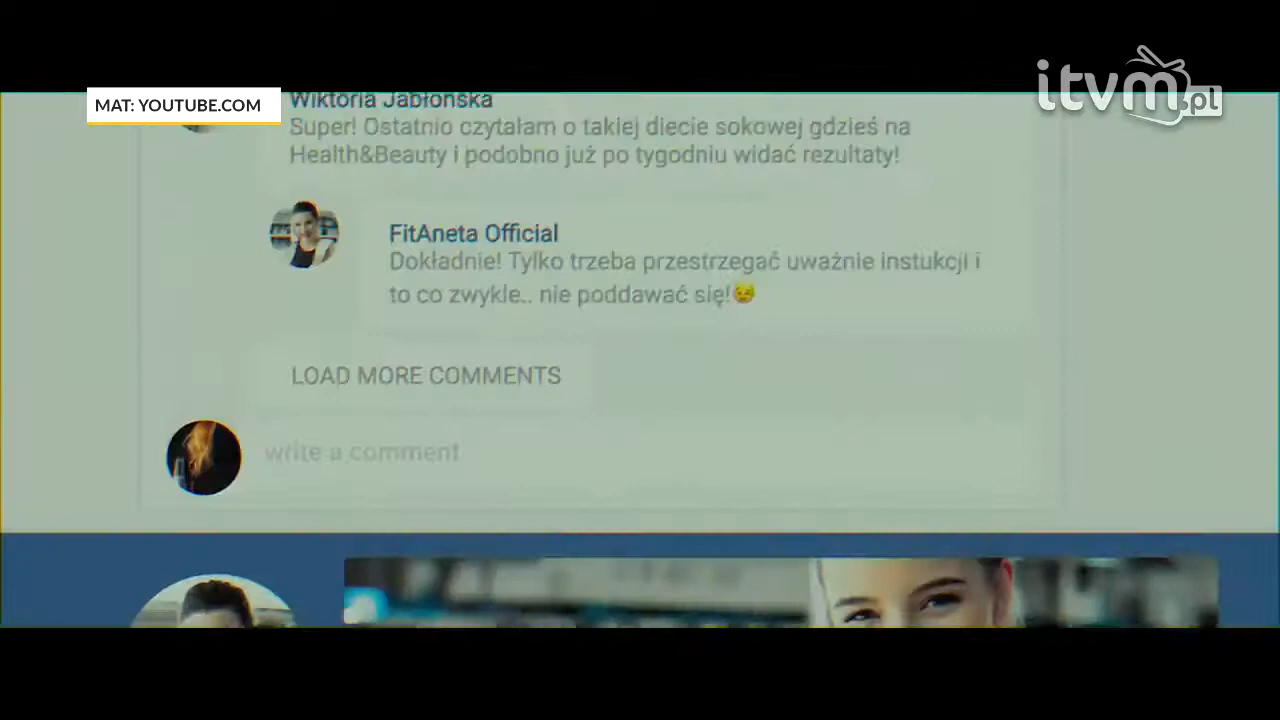 itvm.pl
MAT: YOUTUBE.COM
Wiktoria Jabłońska
Super! Ostatnio czytałam o takiej diecie sokowej gdzieś na
Health&Beauty i podobno już po tygodniu widać rezultaty!
FitAneta Official
Dokładnie! Tylko trzeba przestrzegać uważnie instukcji i
to co zwykle.. nie poddawać się!😉
LOAD MORE COMMENTS
write a comment